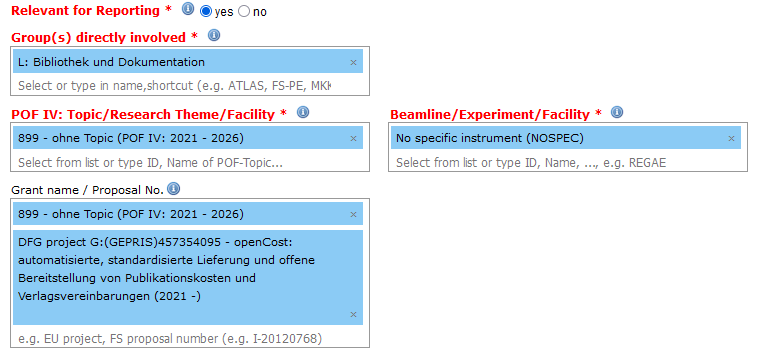 Relevant for Reporting * yes no
Group(s) directly involved *
L: Bibliothek und Dokumentation ×
Select or type in name,shortcut (e.g. ATLAS, FS-PE, MKK
POF IV: Topic/Research Theme/Facility * Beamline/Experiment/Facility *
899 - ohne Topic (POF IV: 2021 - 2026) × No specific instrument (NOSPEC) ×
Select from list or type ID, Name of POF-Topic... Select from list or type ID, Name, ..., e.g. REGAE
Grant name / Proposal No.
899 - ohne Topic (POF IV: 2021 - 2026) ×
DFG project G:(GEPRIS)457354095 - openCost:
automatisierte, standardisierte Lieferung und offene
Bereitstellung von Publikationskosten und
Verlagsvereinbarungen (2021 -)
×
e.g. EU project, FS proposal number (e.g. I-20120768)